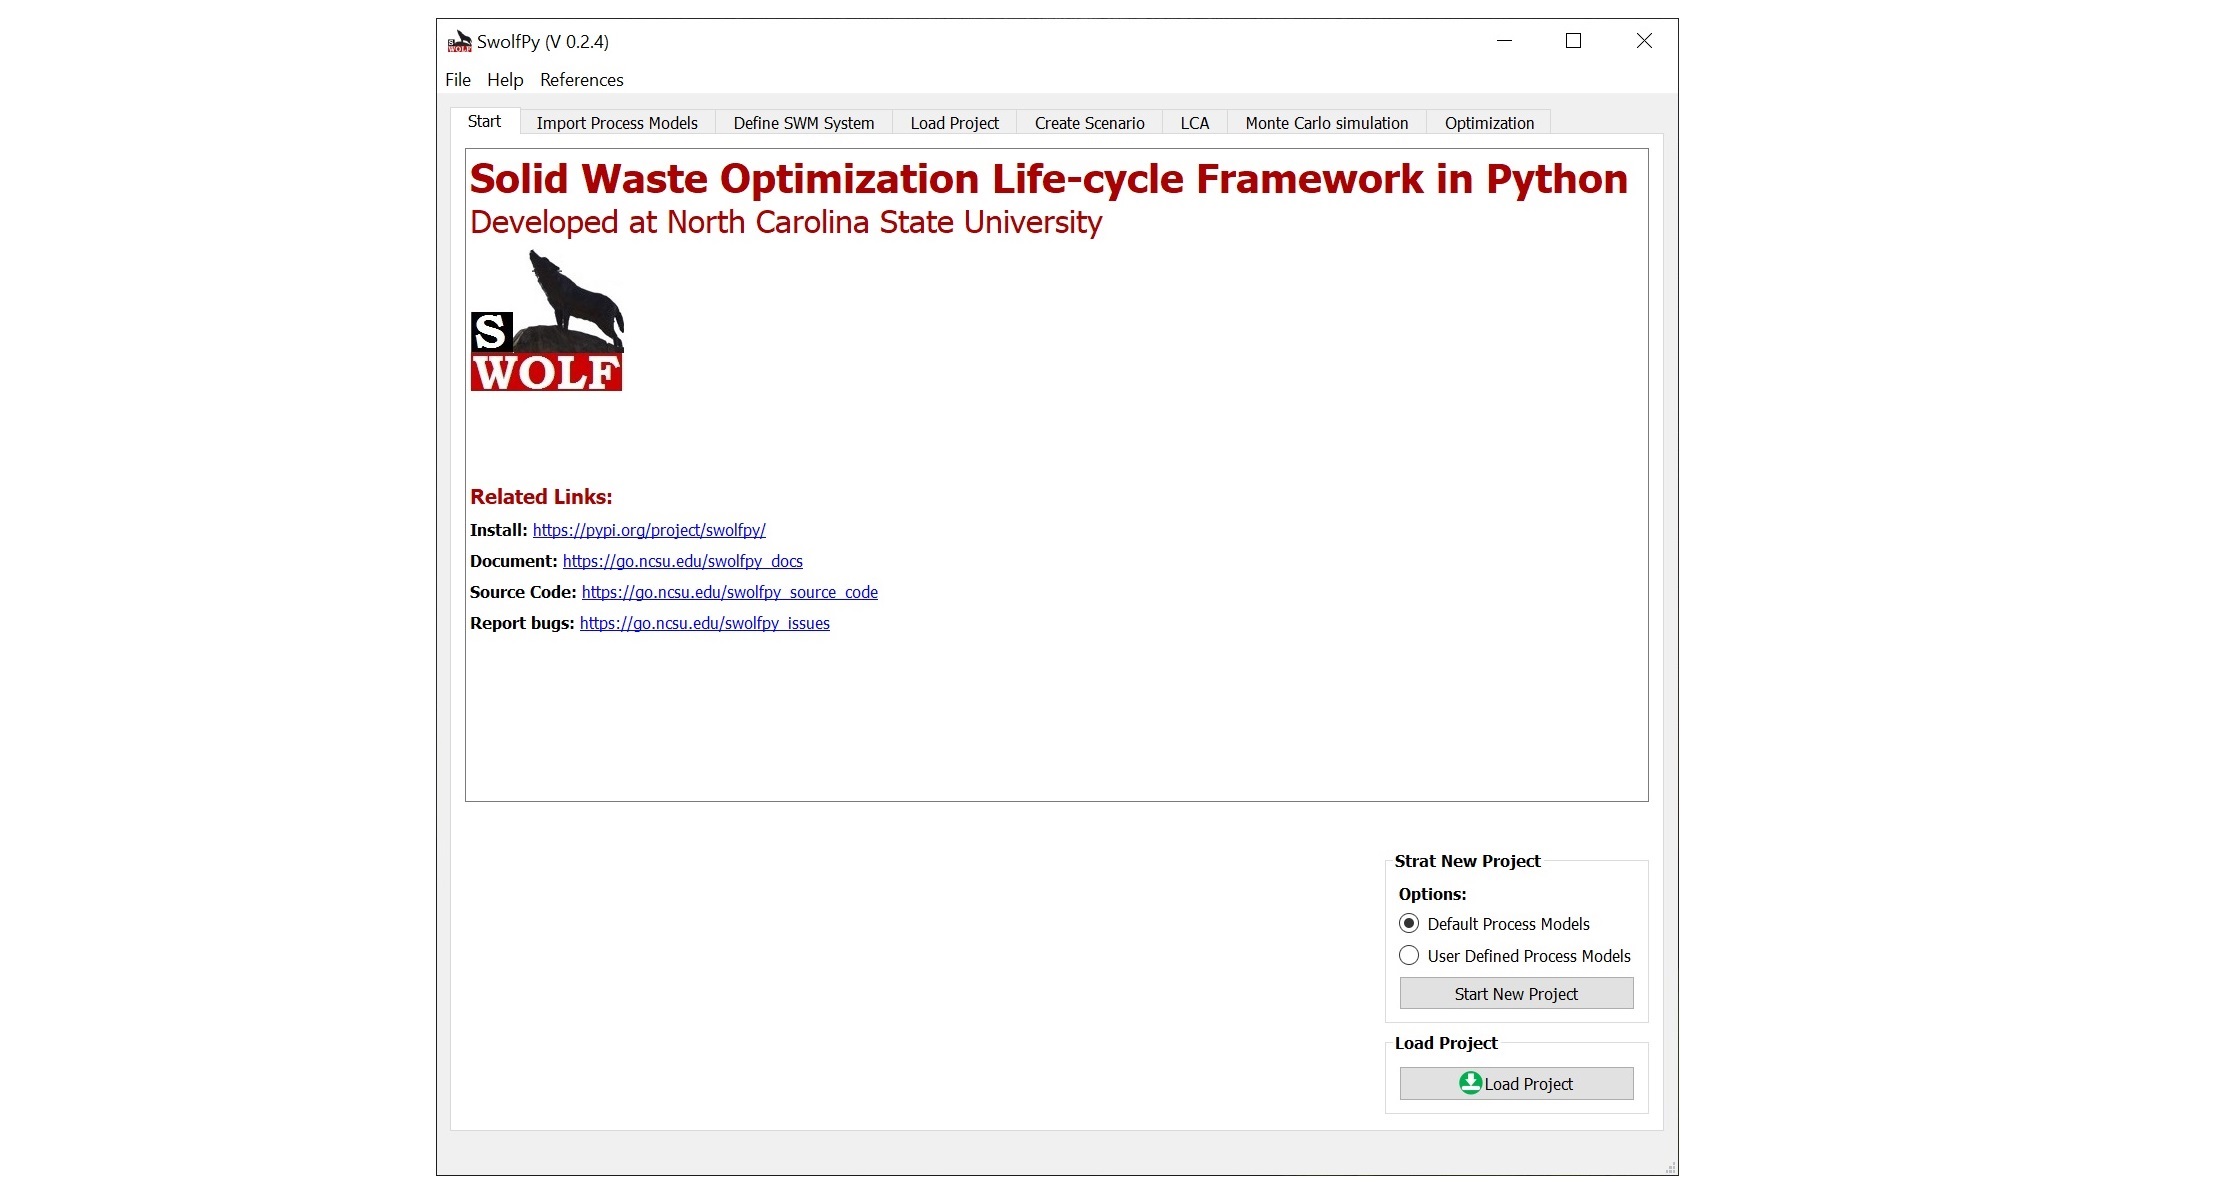 SwolfPy (V 0.2.4)
File Help References
Start Import Process Models Define SWM System Load Project Create Scenario LCA Monte Carlo simulation Optimization
Solid Waste Optimization Life-cycle Framework in Python
Developed at North Carolina State University
S
WOLF
Related Links:
Install: https://pypi.org/project/swolfpy/
Document: https://go.ncsu.edu/swolfpy_docs
Source Code: https://go.ncsu.edu/swolfpy_source_code
Report bugs: https://go.ncsu.edu/swolfpy_issues
Strat New Project
Options:
Default Process Models
User Defined Process Models
Start New Project
Load Project
Load Project